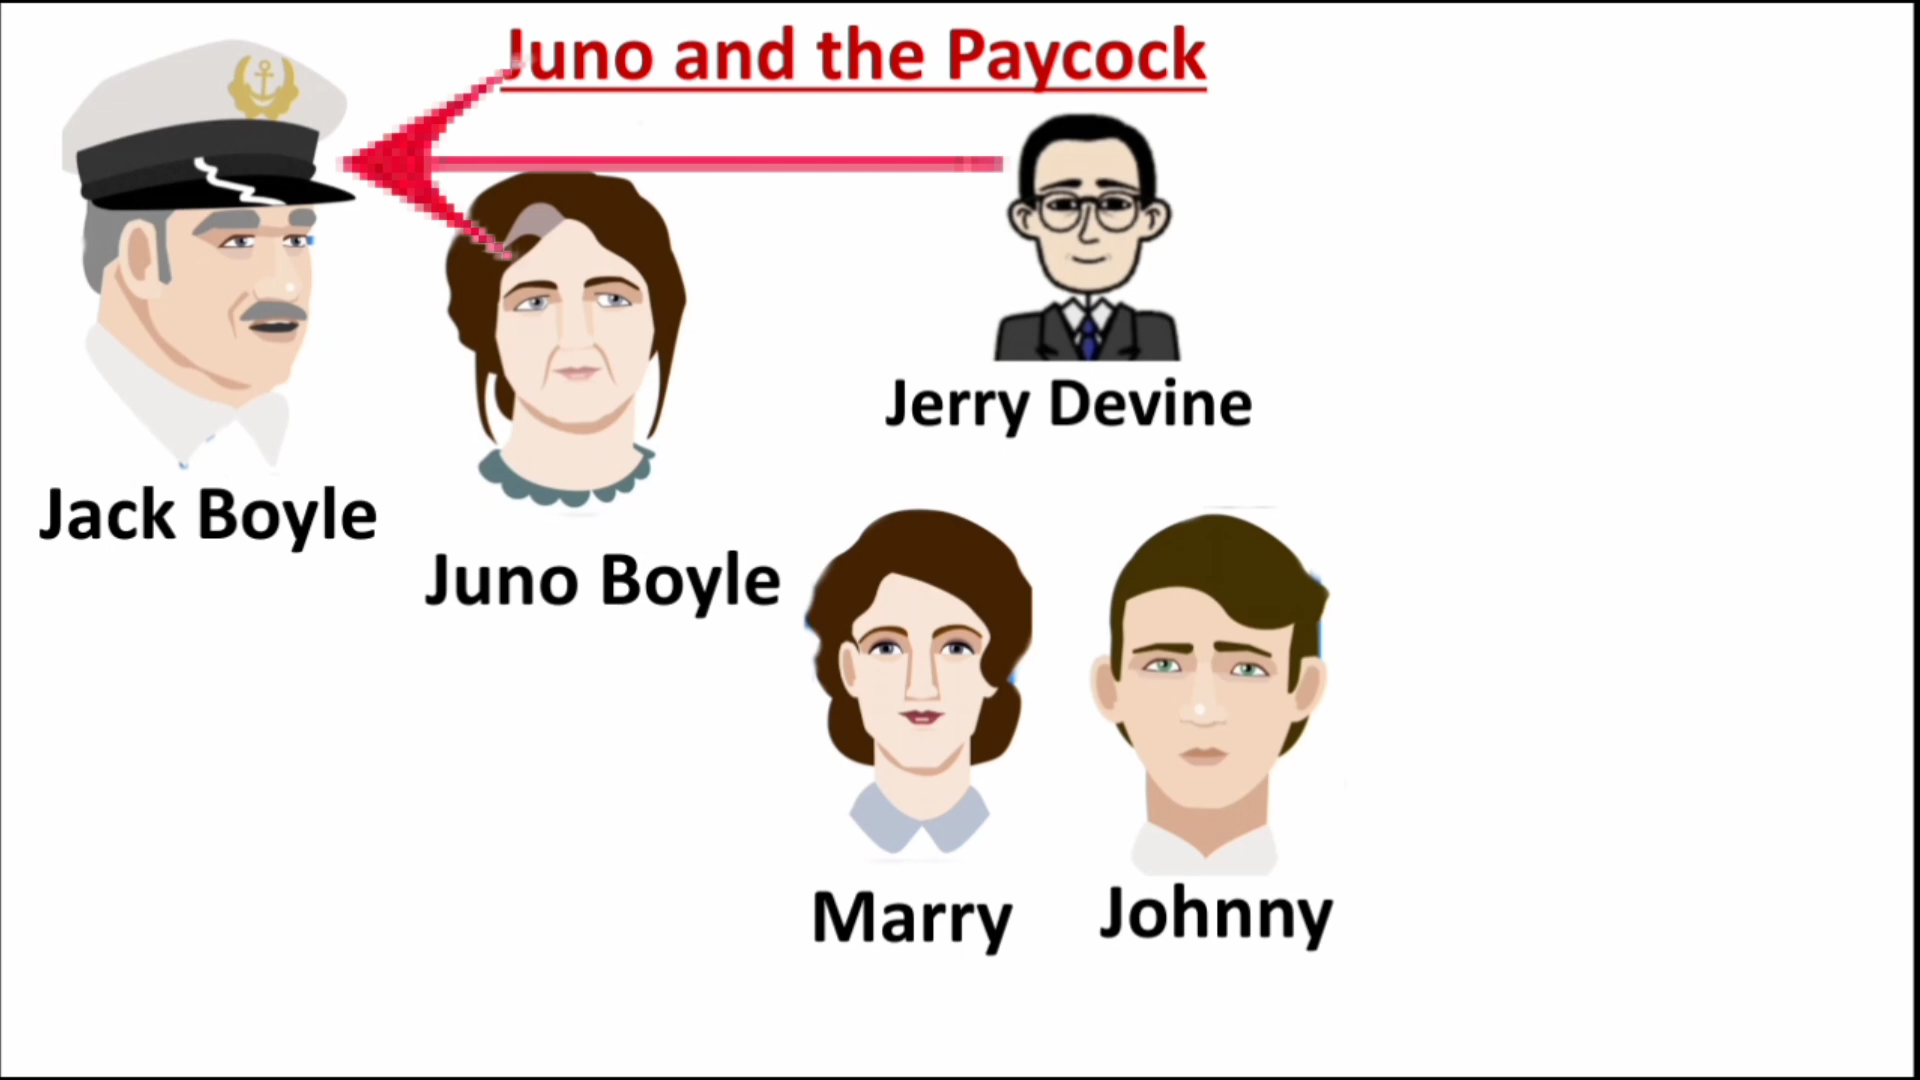 Juno and the Paycock
Jerry Devine
Jack Boyle
Juno Boyle
Marry
Johnny